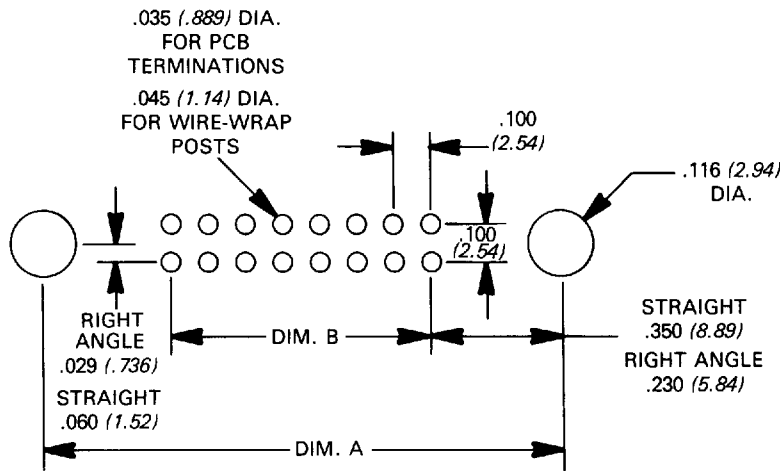 .035 (.889) DIA.
FOR PCB
TERMINATIONS
.045 (1.14) DIA.
FOR WIRE-WRAP
POSTS
.100
(2.54)
.116 (2.94)
DIA.
.100
(2.54)
RIGHT
ANGLE
.029 (.736)
STRAIGHT
.060 (1.52)
DIM. B
STRAIGHT
.350 (8.89)
RIGHT ANGLE
.230 (5.84)
DIM. A